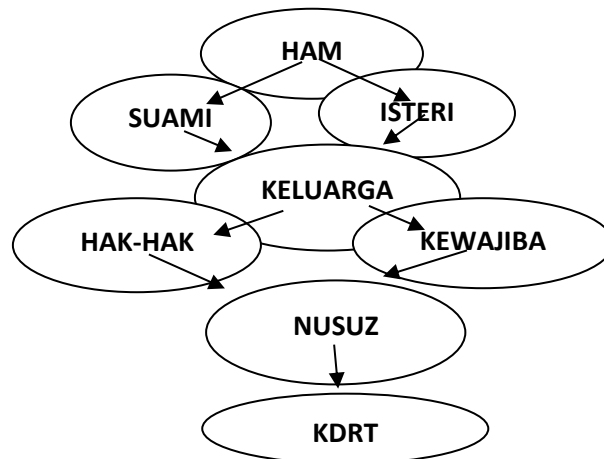 HAM
SUAMI
ISTERI
KELUARGA
HAK-HAK
KEWAJIBA
NUSUZ
KDRT